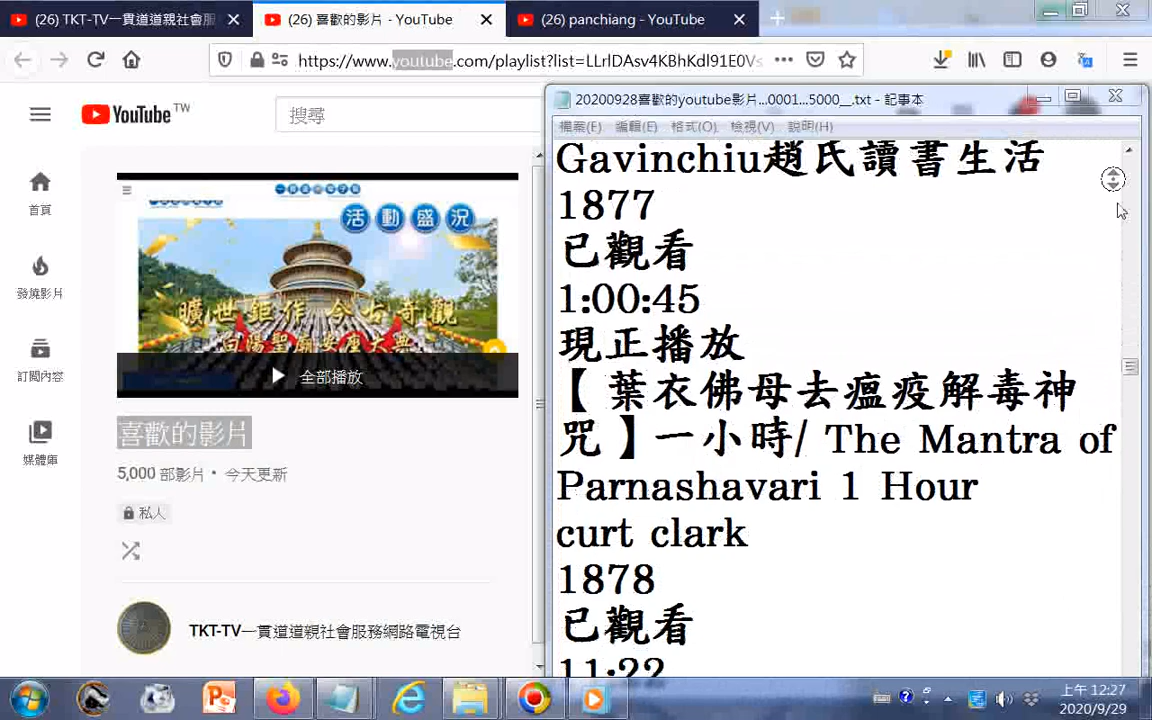 (26) TKT-TV一貫道道親社會服
(26) 喜歡的影片 - YouTube
(26) panchiang - YouTube
https://www.youtube.com/playlist?list=LLrlDAsv4KBhKdl91E0Vs
YouTube TW
搜尋
首頁
發燒影片
訂閱內容
媒體庫
活動盛況
曠世鉅作 今古奇觀
全部播放
喜歡的影片
5,000 部影片・今天更新
私人
TKT-TV一貫道道親社會服務網路電視台
20200928喜歡的youtube影片...0001...5000__.txt - 記事本
檔案(F) 編輯(E) 格式(O) 檢視(V) 說明(H)
Gavinchiu趙氏讀書生活
1877
已觀看
1:00:45
現正播放
【 葉衣佛母去瘟疫解毒神
咒 】一小時/ The Mantra of
Parnashavari 1 Hour
curt clark
1878
已觀看
11:22
上午 12:27
2020/9/29